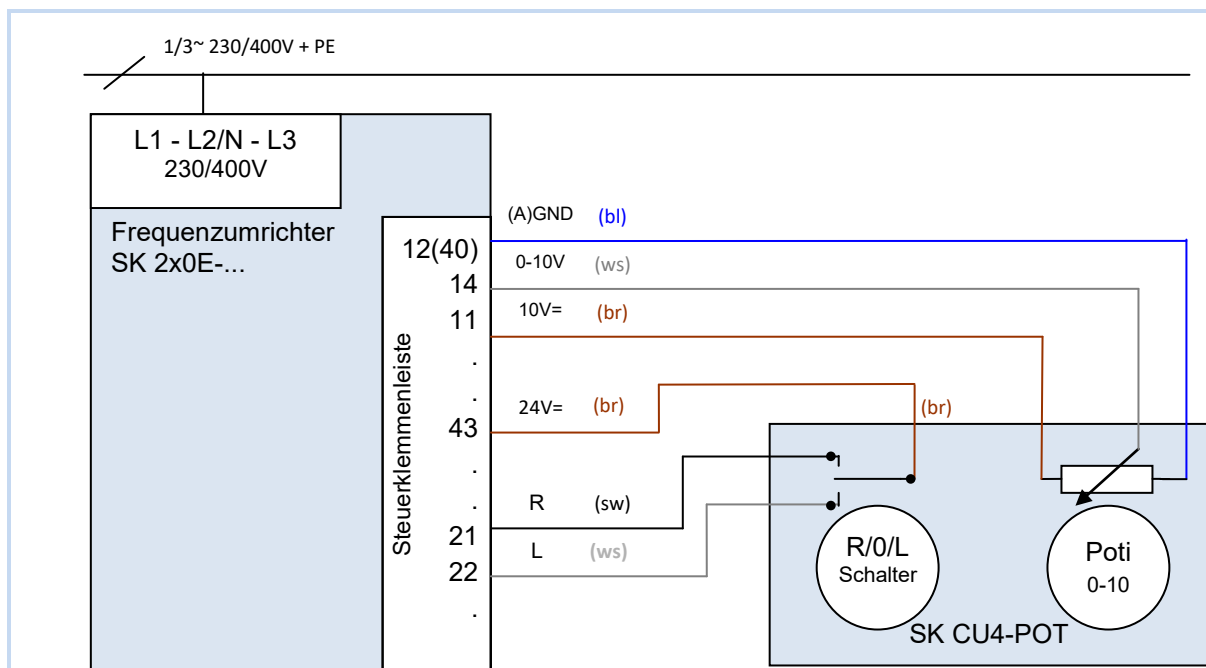 1/3~ 230/400V + PE
L1 - L2/N - L3
230/400V
Frequenzumrichter
SK 2x0E-...
Steuerklemmenleiste
12(40)
(A)GND (bl)
14
0-10V (ws)
11
10V= (br)
.
.
43
24V= (br)
(br)
.
.
21
R (sw)
22
L (ws)
.
R/0/L
Schalter
Poti
0-10
SK CU4-POT